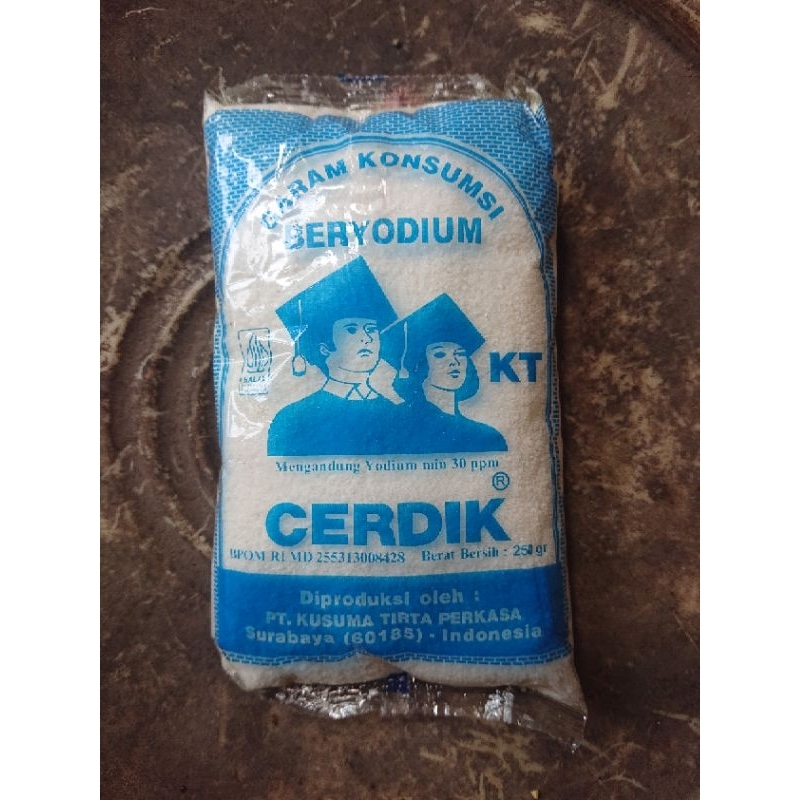 GARAM KONSUMSI
BERYODIUM
KT
Mengandung Yodium min 30 ppm
®
CERDIK
BPOM RI MD 255313008428 Berat Bersih : 250 gr
Diproduksi oleh :
PT. KUSUMA TIRTA PERKASA
Surabaya (60185) - Indonesia